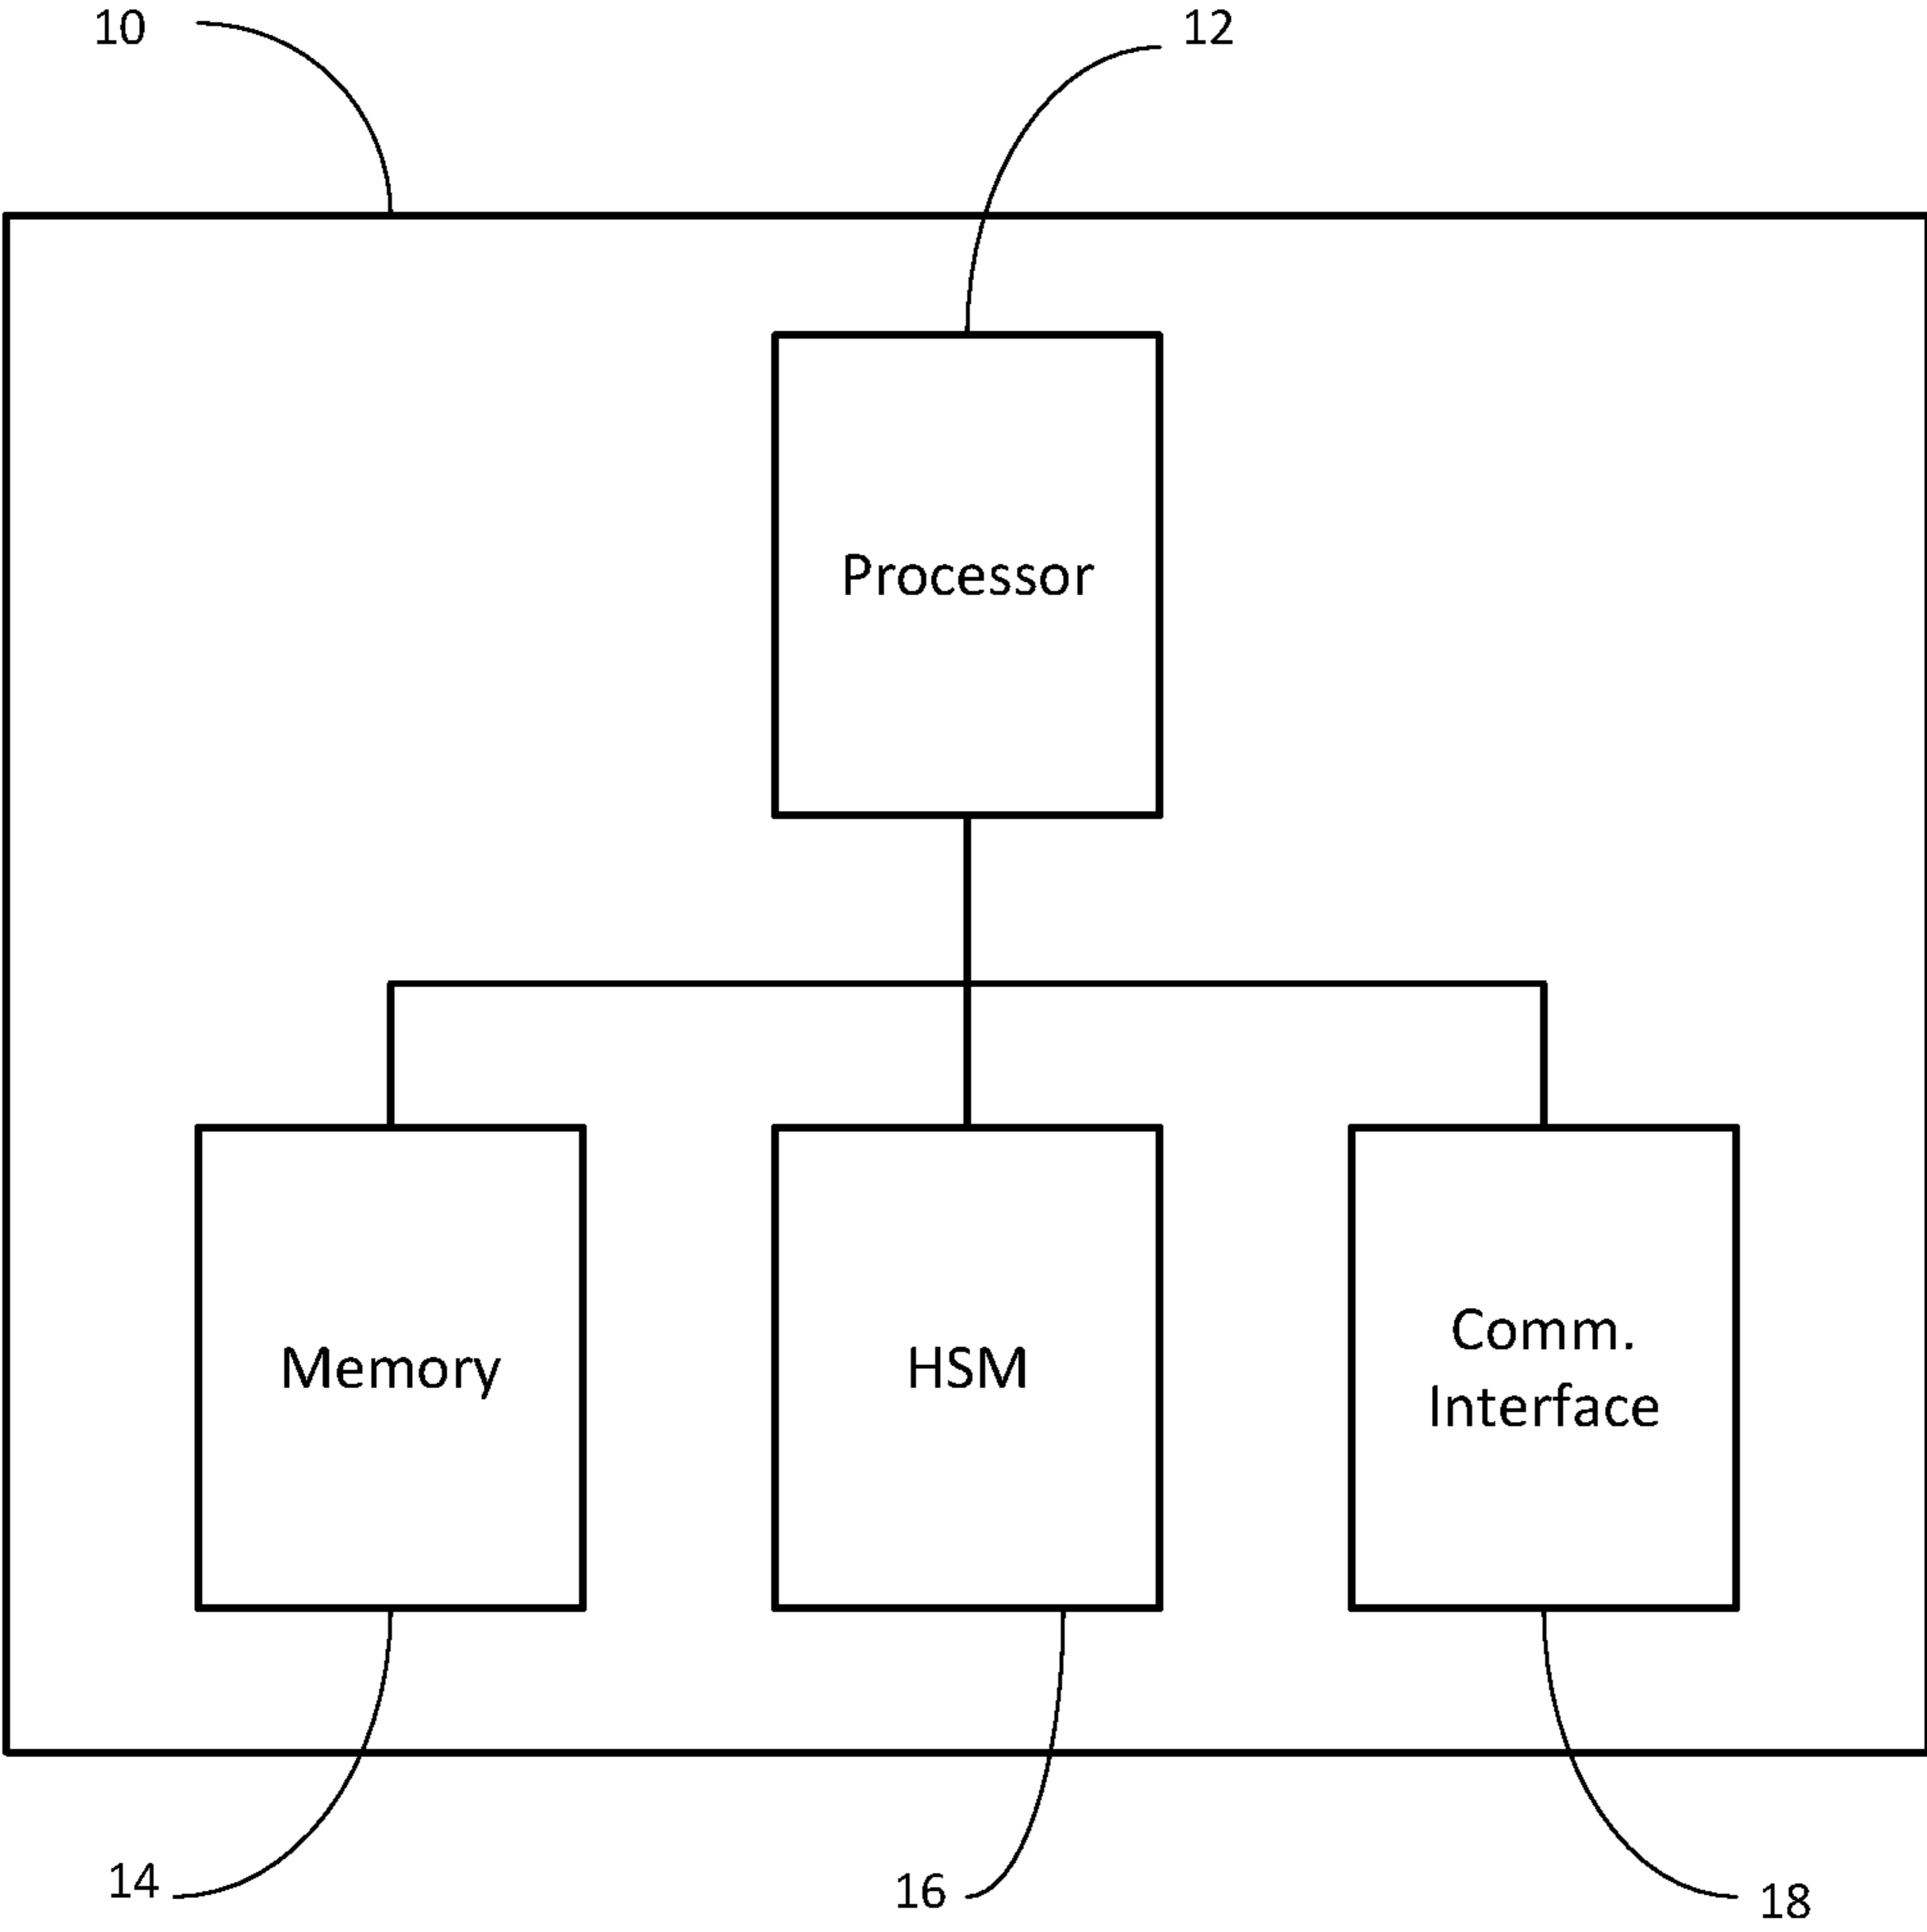 10
12
Processor
Memory
HSM
Comm.
Interface
14
16
18